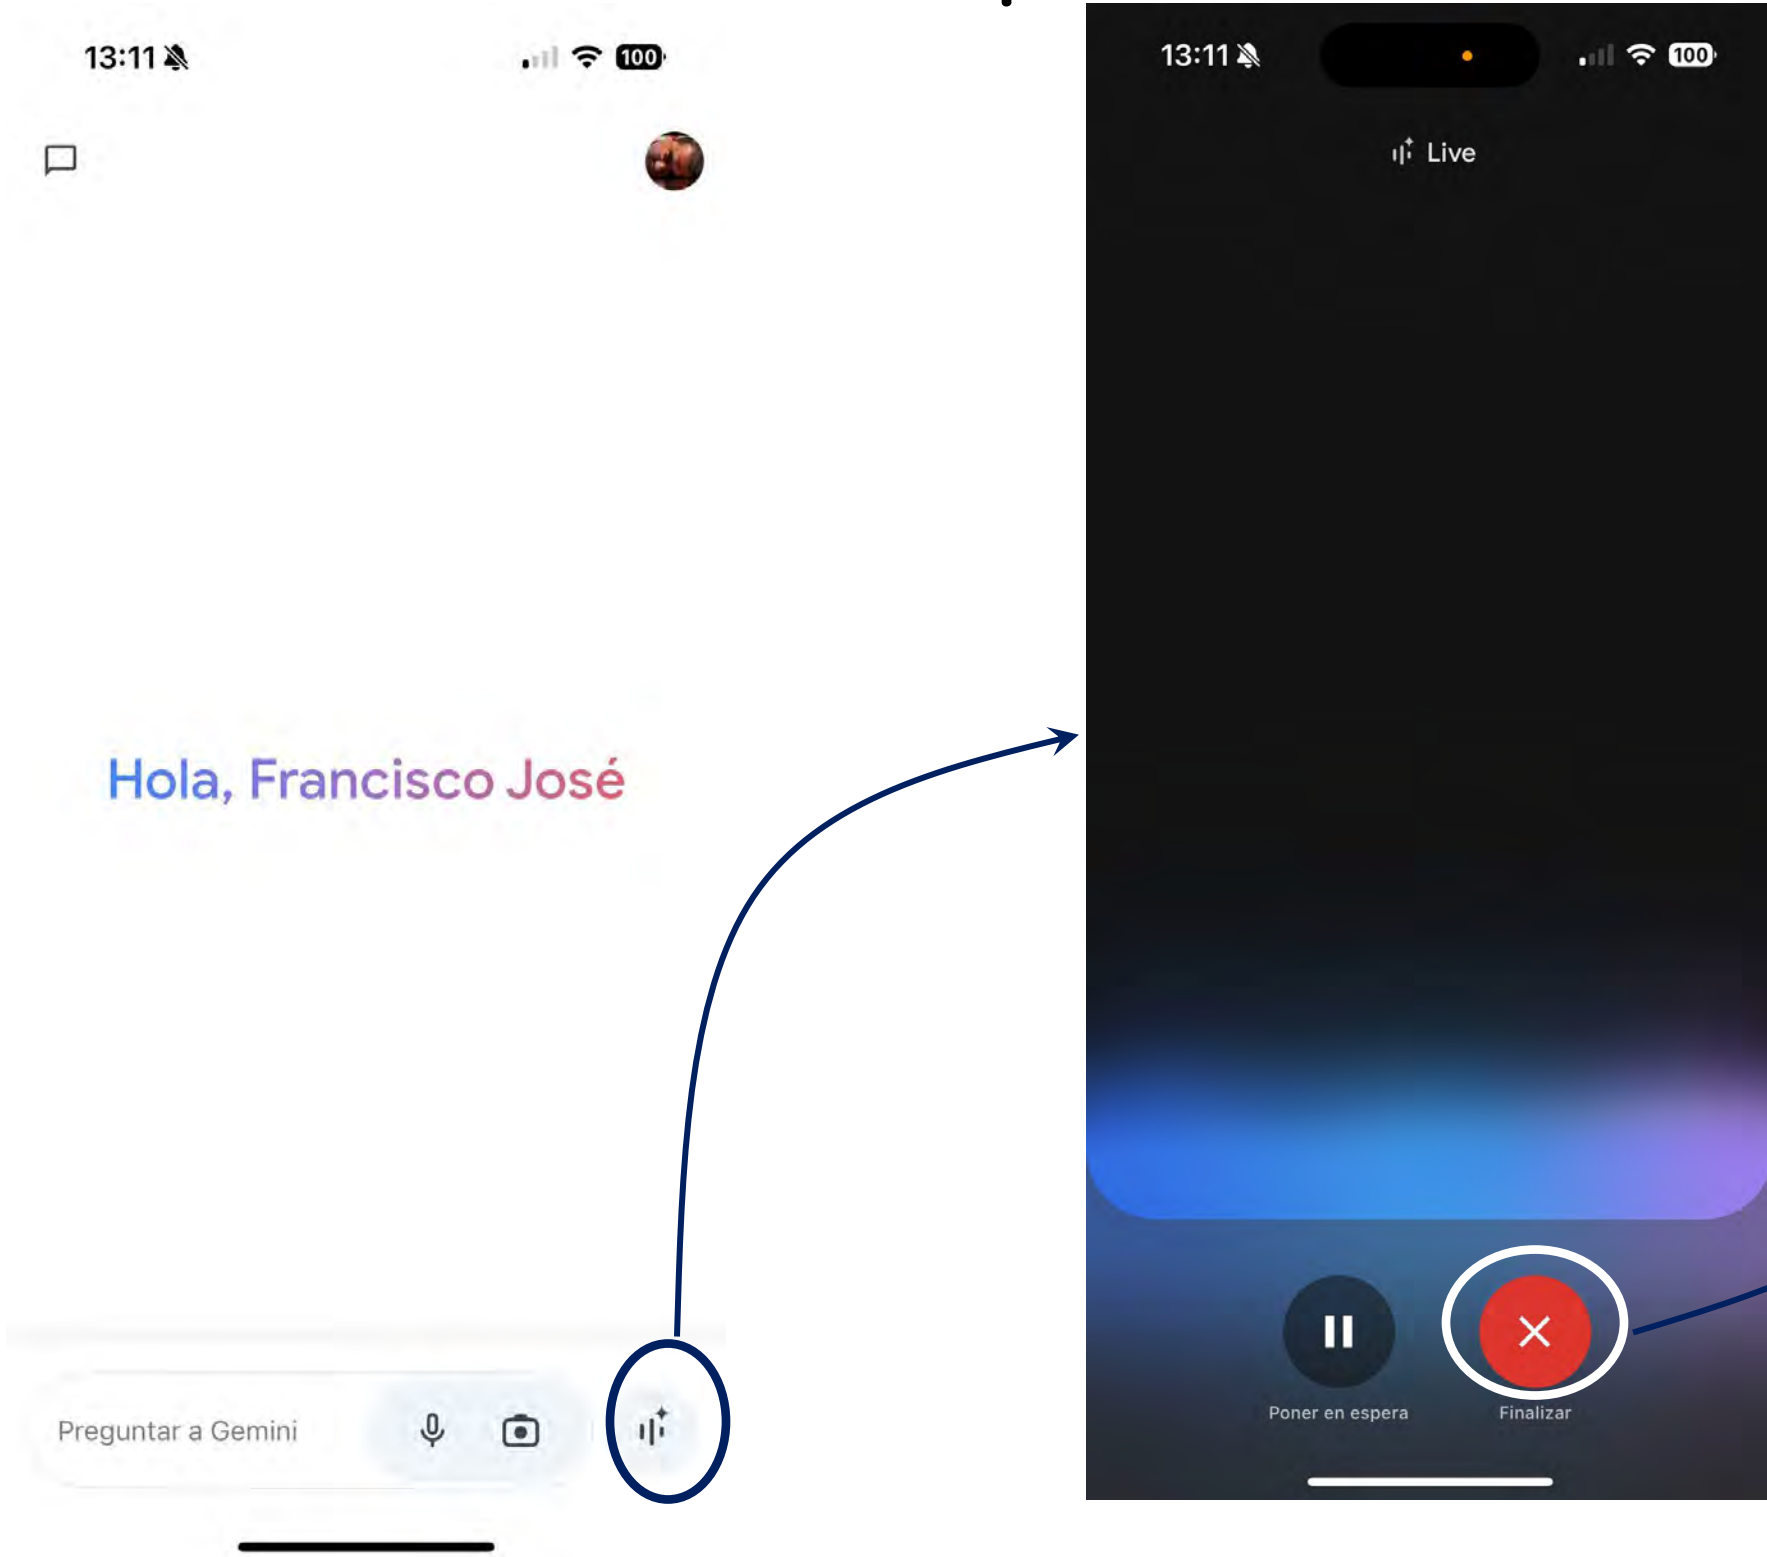 13:11
100
Hola, Francisco José
Preguntar a Gemini
13:11
100
Live
Poner en espera
Finalizar